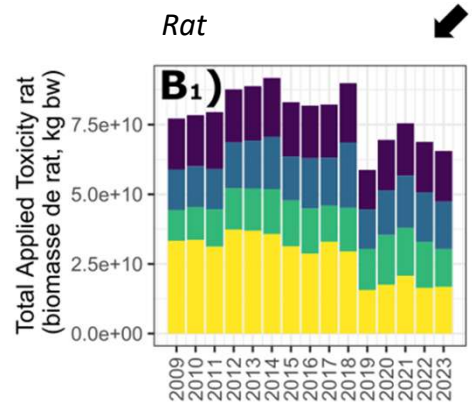 Rat
B1)
Total Applied Toxicity rat
(biomasse de rat, kg bw)
7.5e+10
5.0e+10
2.5e+10
0.0e+00
2009
2010
2011
2012
2013
2014
2015
2016
2017
2018
2019
2020
2021
2022
2023